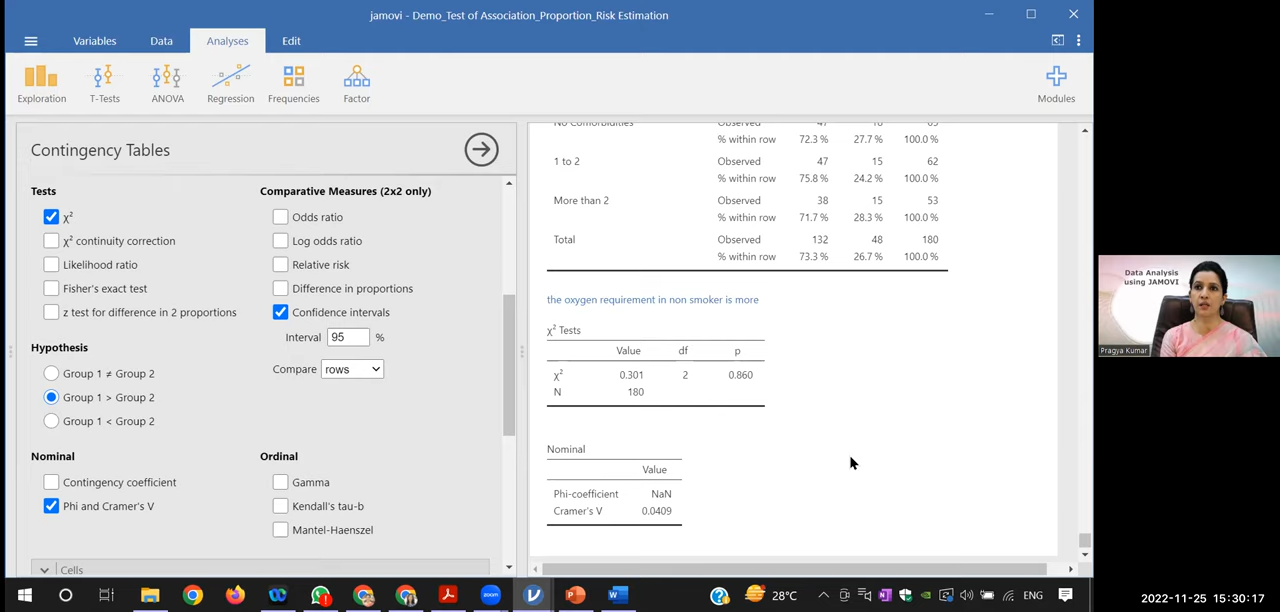 jamovi - Demo_Test of Association_Proportion_Risk Estimation
Variables Data Analyses Edit
Exploration T-Tests ANOVA Regression Frequencies Factor Modules
Contingency Tables
Tests
χ²
χ² continuity correction
Likelihood ratio
Fisher's exact test
z test for difference in 2 proportions
Hypothesis
Group 1 ≠ Group 2
Group 1 > Group 2
Group 1 < Group 2
Nominal
Contingency coefficient
Phi and Cramer's V
Cells
Comparative Measures (2x2 only)
Odds ratio
Log odds ratio
Relative risk
Difference in proportions
Confidence intervals
Interval 95 %
Compare rows
Ordinal
Gamma
Kendall's tau-b
Mantel-Haenszel
No Comorbidities Observed 47 18 65
% within row 72.3 % 27.7 % 100.0 %
1 to 2 Observed 47 15 62
% within row 75.8 % 24.2 % 100.0 %
More than 2 Observed 38 15 53
% within row 71.7 % 28.3 % 100.0 %
Total Observed 132 48 180
% within row 73.3 % 26.7 % 100.0 %
the oxygen requirement in non smoker is more
χ² Tests
Value df p
χ² 0.301 2 0.860
N 180
Nominal
Value
Phi-coefficient NaN
Cramer's V 0.0409
Data Analysis
using JAMOVI
Pragya Kumar
28°C
ENG
2022-11-25 15:30:17